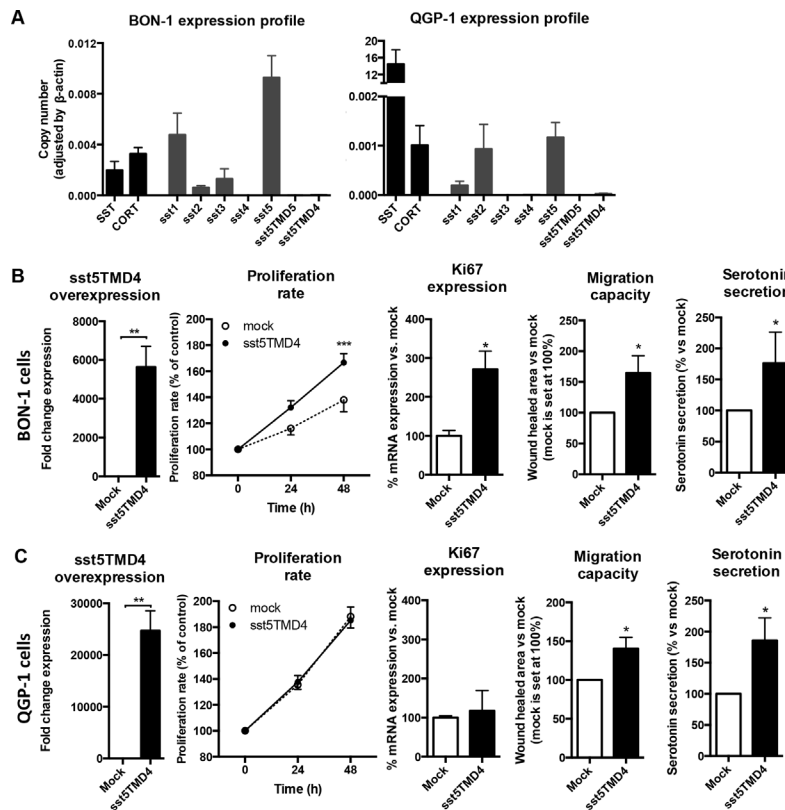 A
BON-1 expression profile
QGP-1 expression profile
Copy number
(adjusted by β-actin)
0.012
0.009
0.006
0.003
0.000
SST
CORT
sst1
sst2
sst3
sst4
sst5
sst5TMD5
sst5TMD4
20
16
12
0.002
0.001
0.000
SST
CORT
sst1
sst2
sst3
sst4
sst5
sst5TMD5
sst5TMD4
B
BON-1 cells
sst5TMD4
overexpression
Fold change expression
8000
6000
4000
2000
0
**
Mock
sst5TMD4
Proliferation
rate
Proliferation rate (% of control)
200
180
160
140
120
100
80
mock
sst5TMD4
***
0
24
48
Time (h)
Ki67
expression
% mRNA expression vs. mock
400
300
200
100
0
*
Mock
sst5TMD4
Migration
capacity
Wound healed area vs mock
(mock is set at 100%)
250
200
150
100
50
0
*
Mock
sst5TMD4
Serotonin
secretion
Serotonin secretion (% vs mock)
250
200
150
100
50
0
*
Mock
sst5TMD4
C
QGP-1 cells
sst5TMD4
overexpression
Fold change expression
30000
20000
10000
0
**
Mock
sst5TMD4
Proliferation
rate
Proliferation rate (% of control)
200
180
160
140
120
100
80
mock
sst5TMD4
0
24
48
Time (h)
Ki67
expression
% mRNA expression vs. mock
400
300
200
100
0
Mock
sst5TMD4
Migration
capacity
Wound healed area vs mock
(mock is set at 100%)
200
150
100
50
0
*
Mock
sst5TMD4
Serotonin
secretion
Serotonin secretion (% vs mock)
250
200
150
100
50
0
*
Mock
sst5TMD4